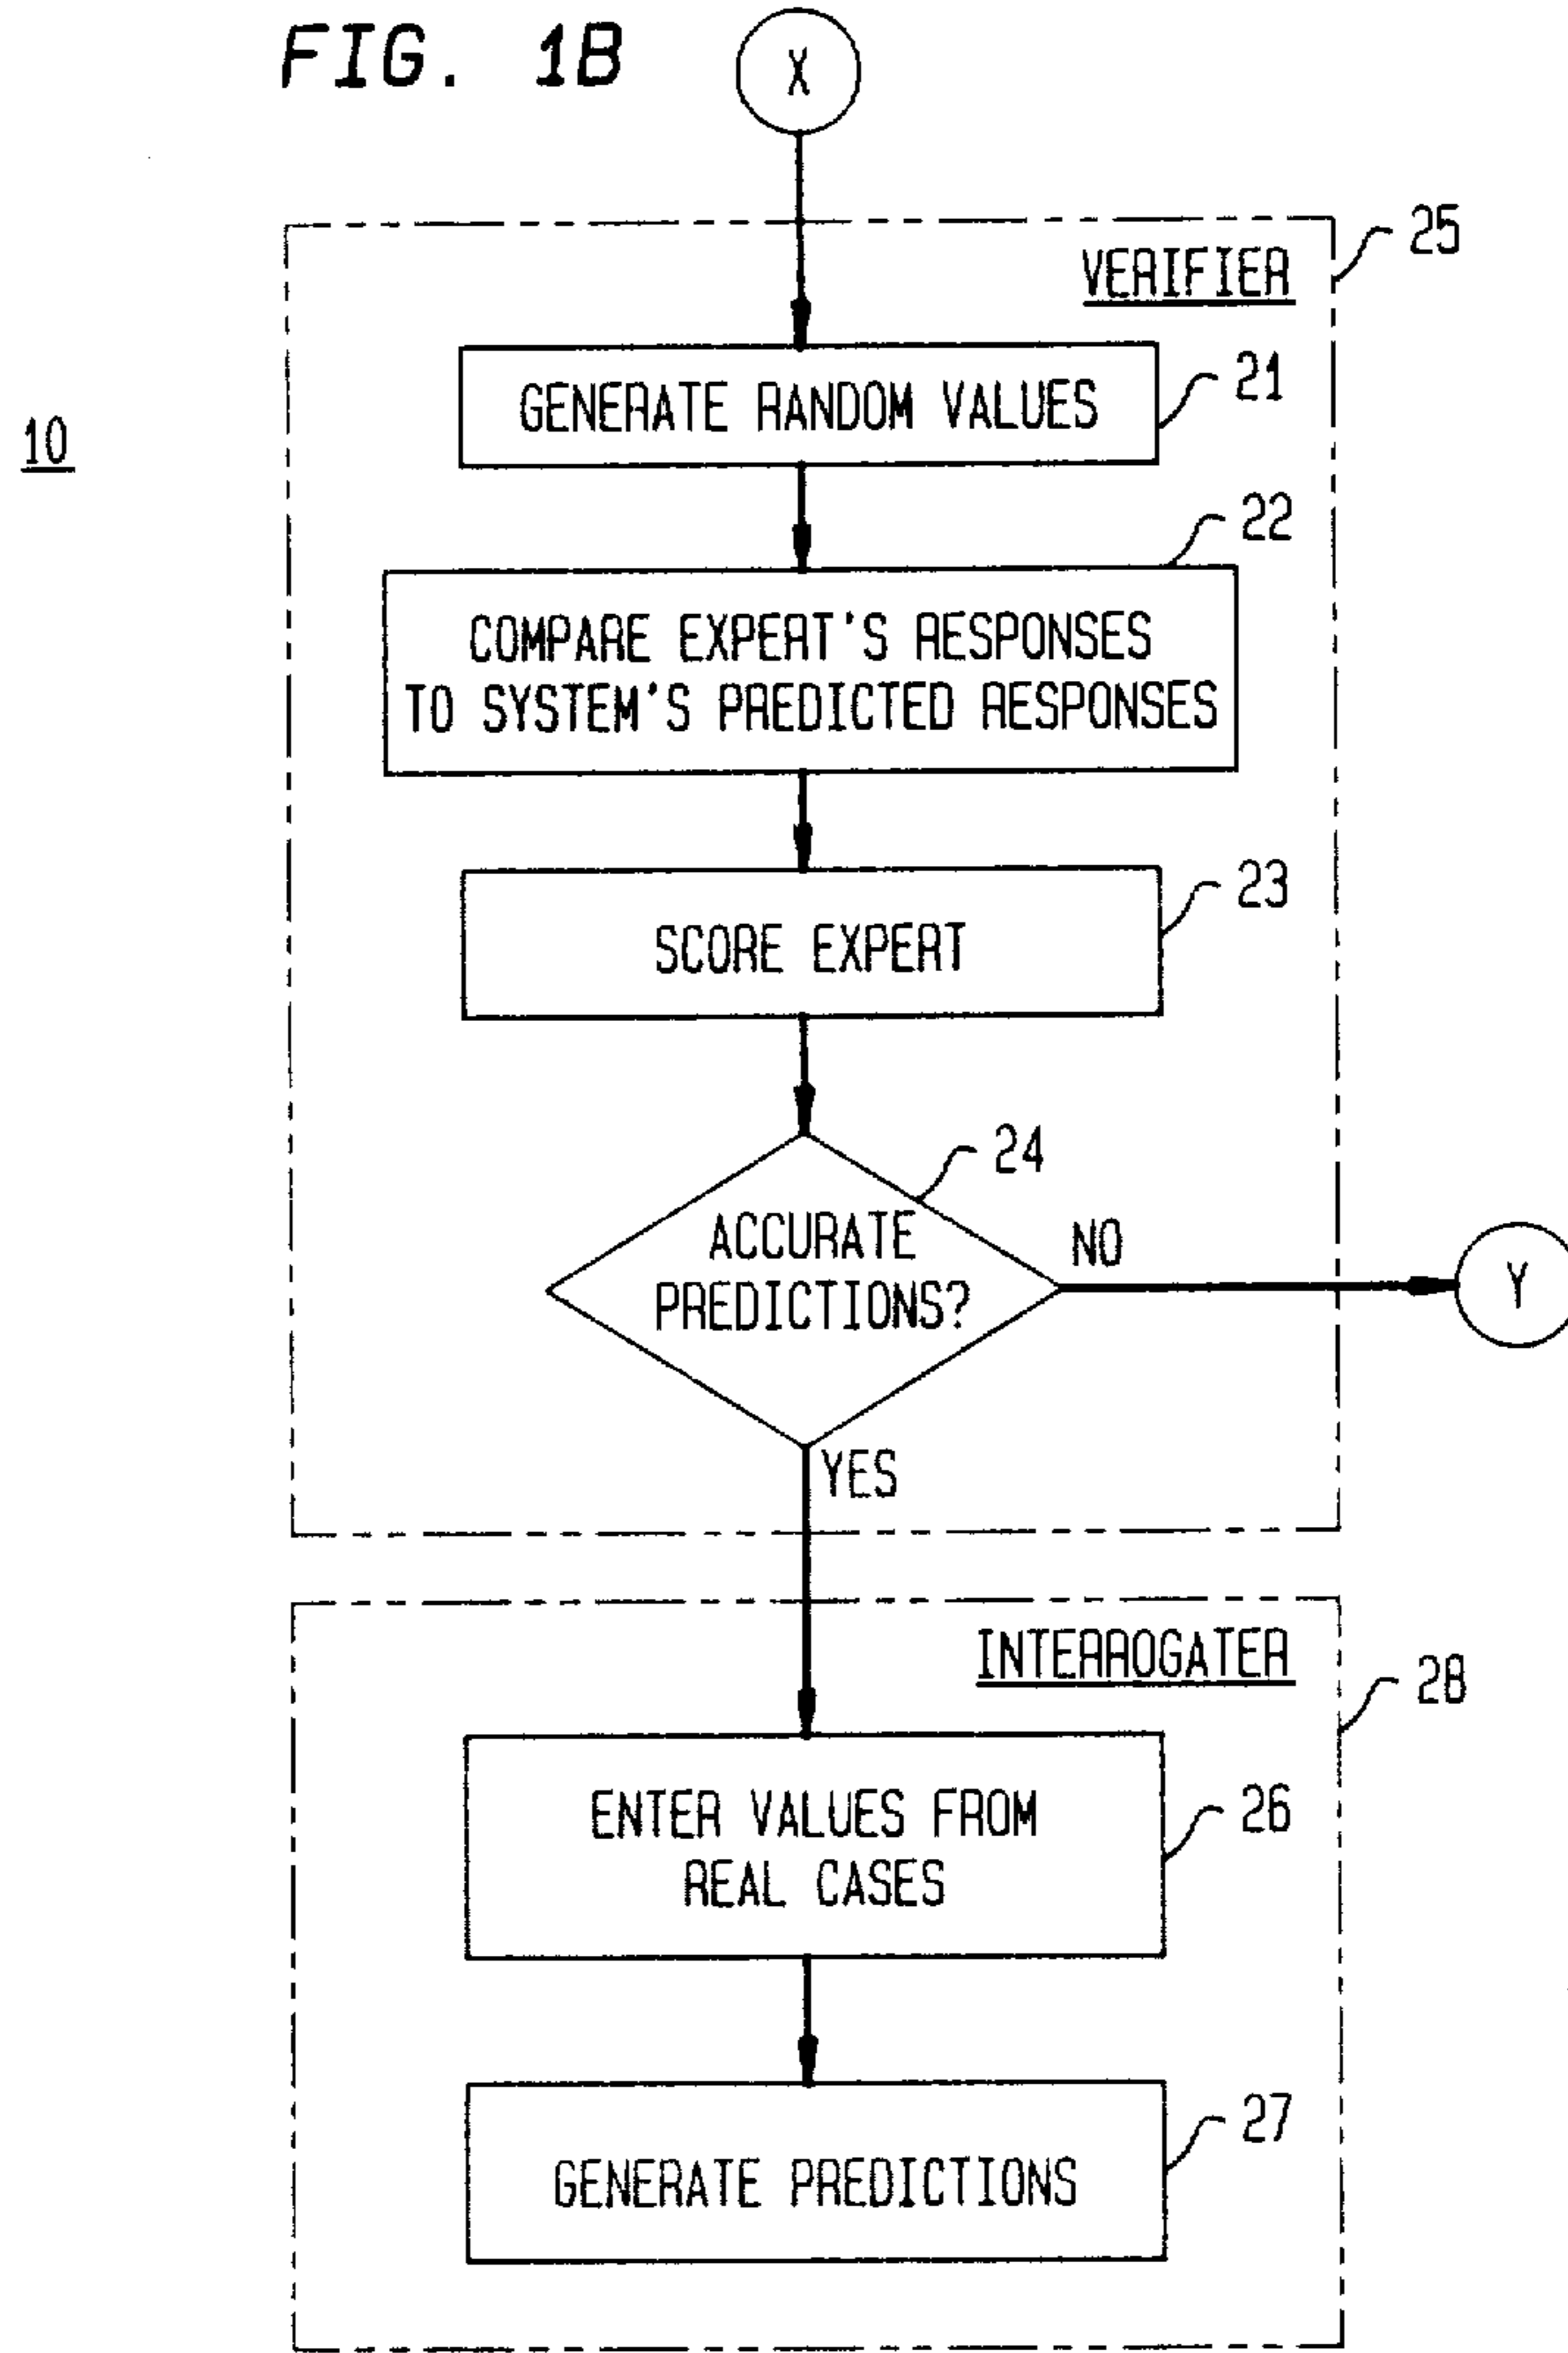 FIG. 1B
X
25
VERIFIER
10
GENERATE RANDOM VALUES
21
22
COMPARE EXPERT'S RESPONSES
TO SYSTEM'S PREDICTED RESPONSES
23
SCORE EXPERT
24
ACCURATE
PREDICTIONS?
NO
Y
YES
INTERROGATER
28
ENTER VALUES FROM
REAL CASES
26
27
GENERATE PREDICTIONS